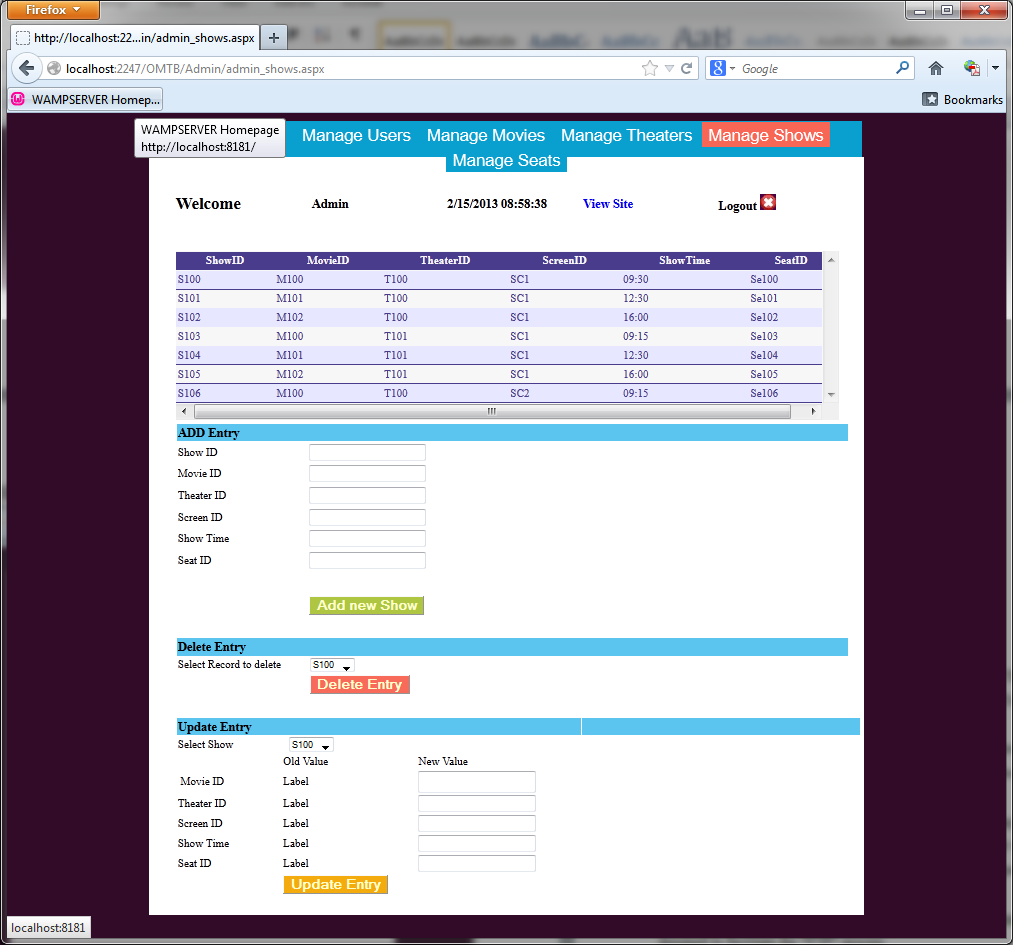 Firefox
http://localhost:22...in/admin_shows.aspx
localhost:2247/OMTB/Admin/admin_shows.aspx
Google
WAMPSERVER Homep...
Bookmarks
WAMPSERVER Homepage
http://localhost:8181/
Manage Users Manage Movies Manage Theaters Manage Shows
Manage Seats
Welcome Admin 2/15/2013 08:58:38 View Site Logout
ShowID MovieID TheaterID ScreenID ShowTime SeatID
S100 M100 T100 SC1 09:30 Se100
S101 M101 T100 SC1 12:30 Se101
S102 M102 T100 SC1 16:00 Se102
S103 M100 T101 SC1 09:15 Se103
S104 M101 T101 SC1 12:30 Se104
S105 M102 T101 SC1 16:00 Se105
S106 M100 T100 SC2 09:15 Se106
ADD Entry
Show ID
Movie ID
Theater ID
Screen ID
Show Time
Seat ID
Add new Show
Delete Entry
Select Record to delete S100
Delete Entry
Update Entry
Select Show S100
Old Value New Value
Movie ID Label
Theater ID Label
Screen ID Label
Show Time Label
Seat ID Label
Update Entry
localhost:8181